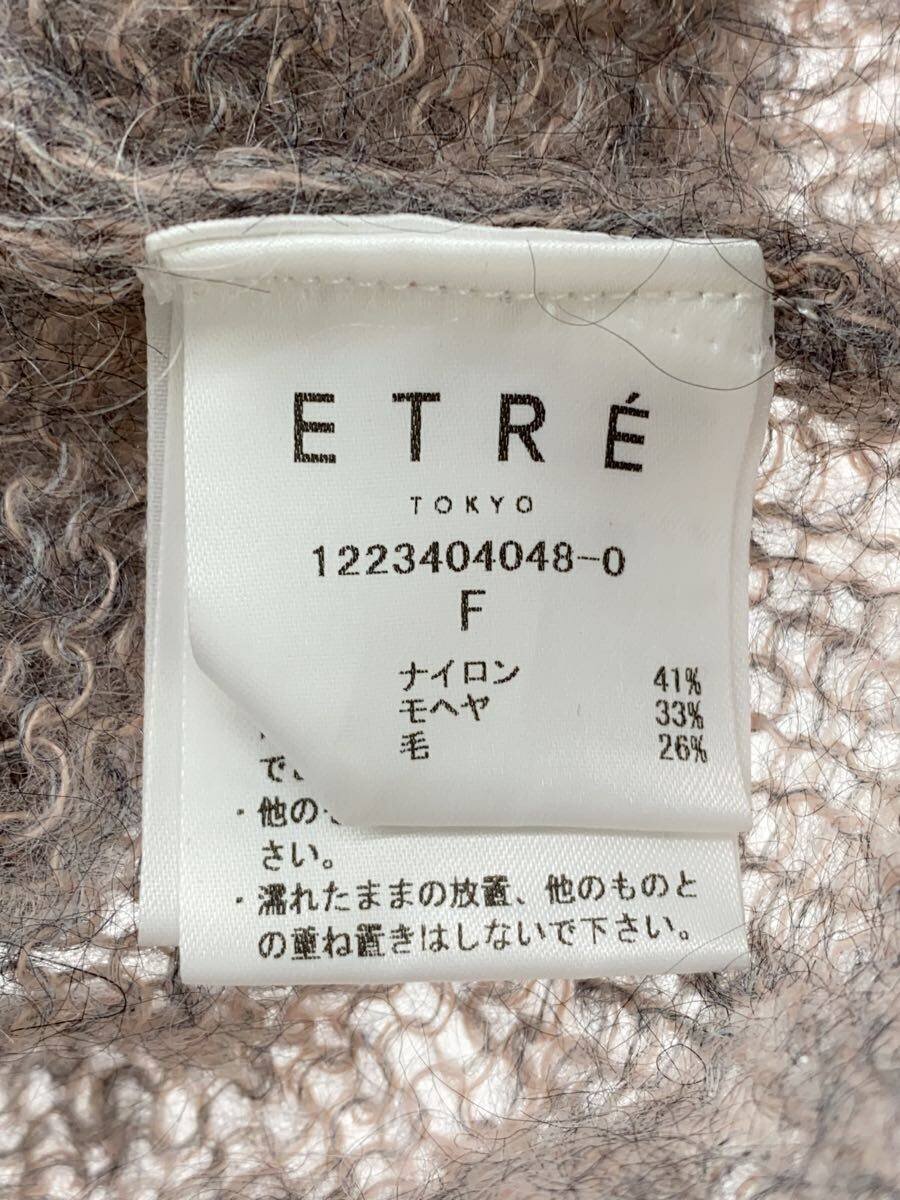 ETRÉ
TOKYO
1223404048-0
F
ナイロン 41%
モヘヤ 33%
毛 26%
で
・他の
さい。
・濡れたままの放置、他のものと
の重ね置きはしないで下さい。